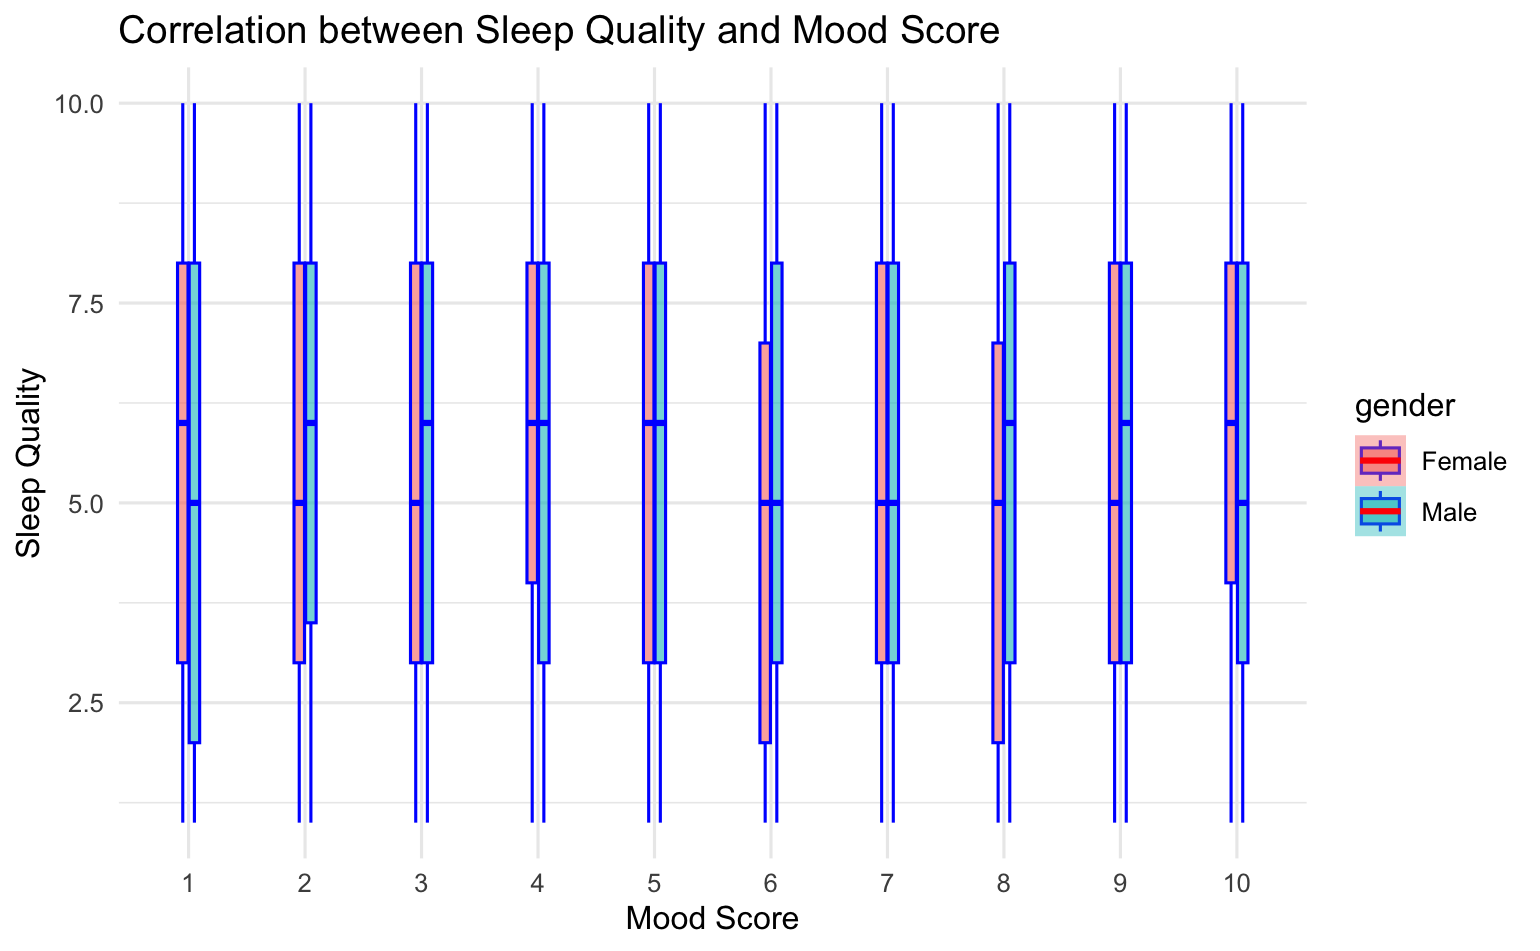 Correlation between Sleep Quality and Mood Score
10.0
7.5
5.0
2.5
Sleep Quality
1 2 3 4 5 6 7 8 9 10
Mood Score
gender
Female
Male